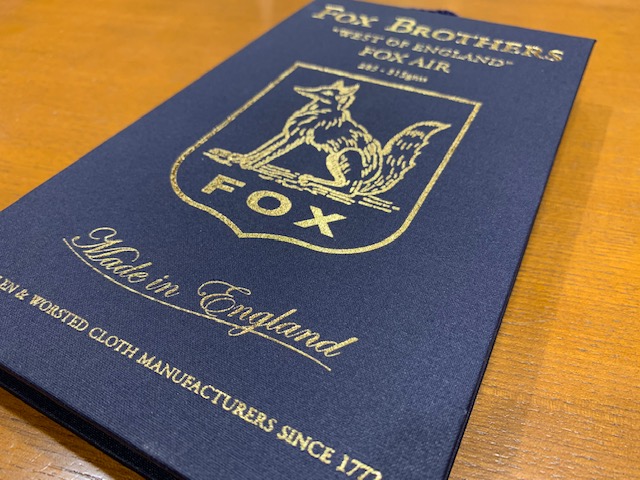 FOX BROTHERS
"WEST OF ENGLAND"
FOX AIR
FOX
Made in England
& WORSTED CLOTH MANUFACTURERS SINCE